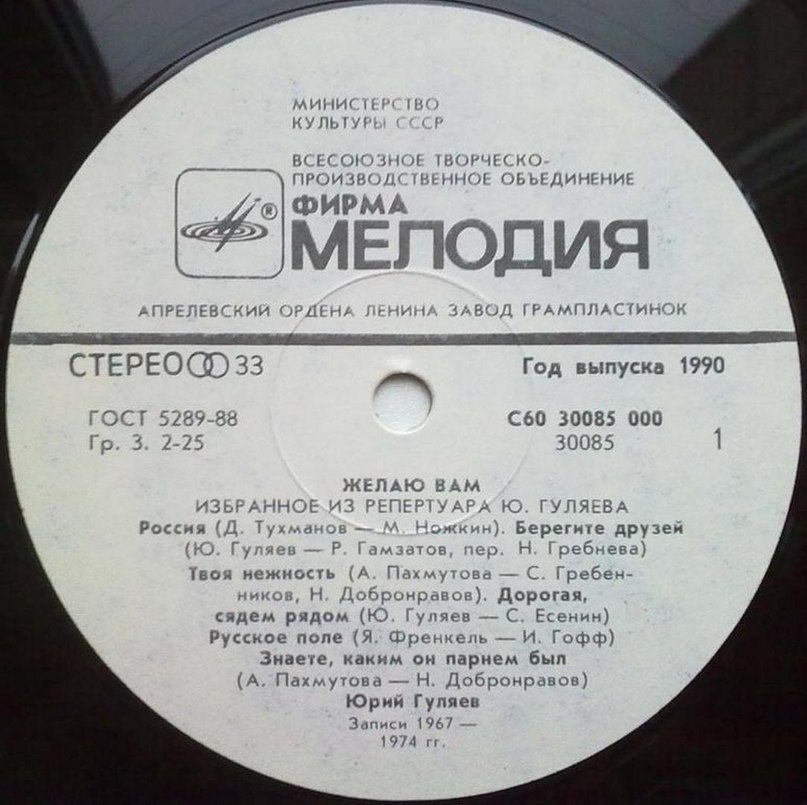 МИНИСТЕРСТВО
КУЛЬТУРЫ СССР
ВСЕСОЮЗНОЕ ТВОРЧЕСКО-
ПРОИЗВОДСТВЕННОЕ ОБЪЕДИНЕНИЕ
®
ФИРМА
МЕЛОДИЯ
АПРЕЛЕВСКИЙ ОРДЕНА ЛЕНИНА ЗАВОД ГРАМПЛАСТИНОК
СТЕРЕО 33
Год выпуска 1990
ГОСТ 5289-88
С60 30085 000
Гр. 3. 2-25
30085
1
ЖЕЛАЮ ВАМ
ИЗБРАННОЕ ИЗ РЕПЕРТУАРА Ю. ГУЛЯЕВА
Россия (Д. Тухманов — М. Ножкин). Берегите друзей
(Ю. Гуляев — Р. Гамзатов, пер. Н. Гребнева)
Твоя нежность (А. Пахмутова — С. Гребен-
ников, Н. Добронравов). Дорогая,
сядем рядом (Ю. Гуляев — С. Есенин)
Русское поле (Я. Френкель — И. Гофф)
Знаете, каким он парнем был
(А. Пахмутова — Н. Добронравов)
Юрий Гуляев
Записи 1967 —
1974 гг.